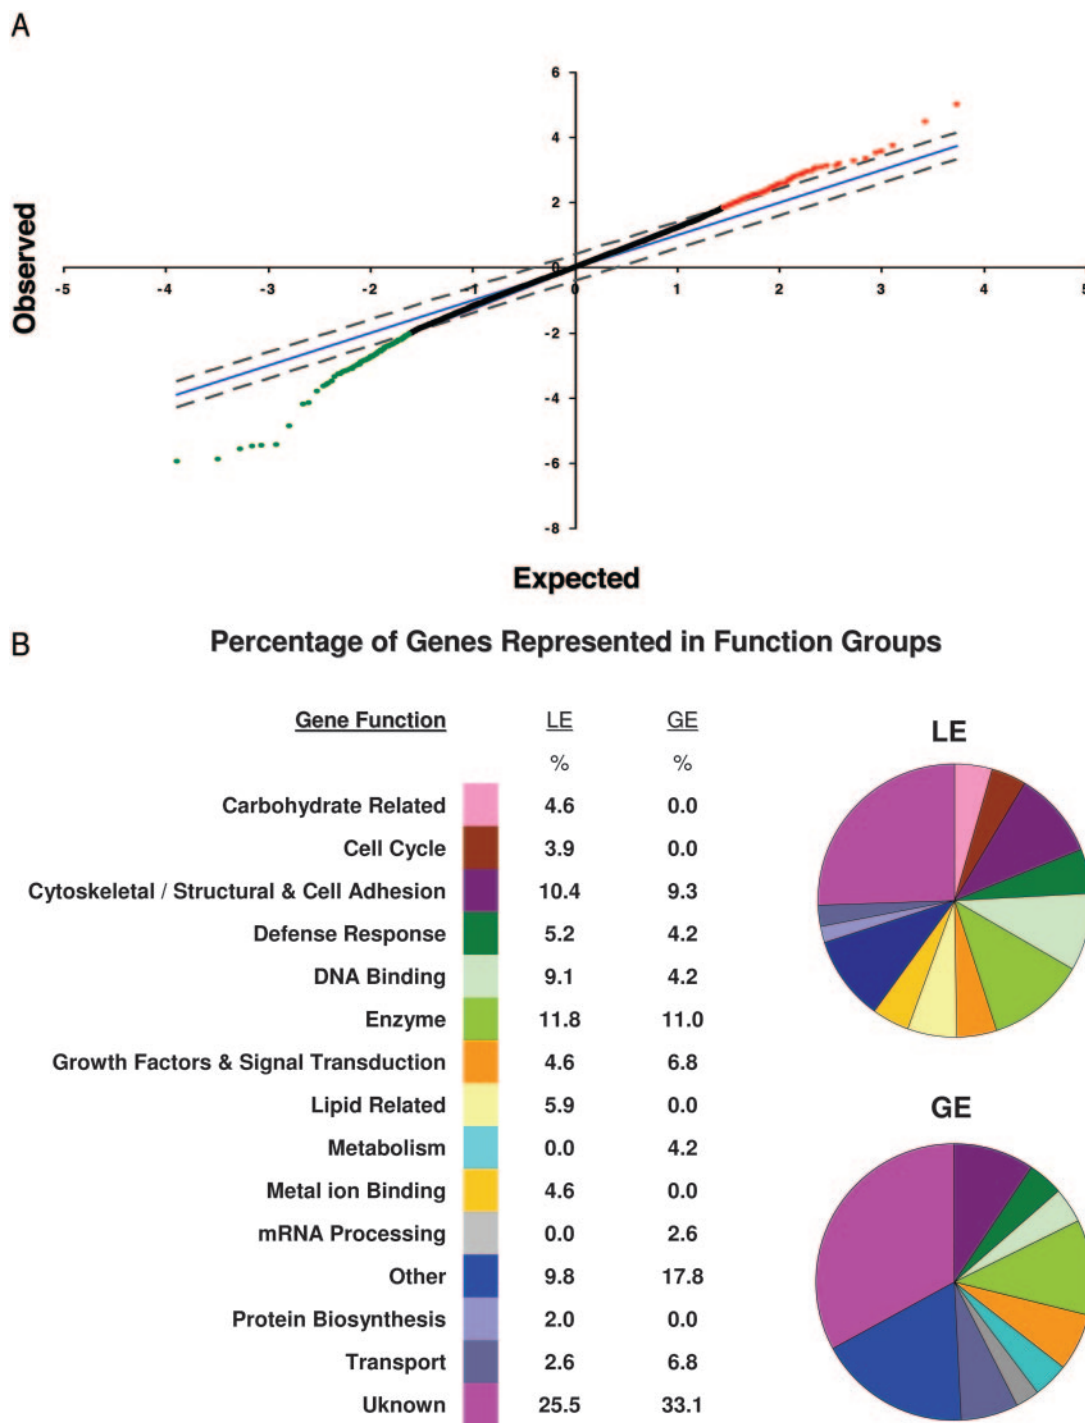 A
6
4
2
0
-2
-4
-6
-8
-5 -4 -3 -2 -1 0 1 2 3 4 5
Observed
Expected
B Percentage of Genes Represented in Function Groups
Gene Function LE GE
% %
Carbohydrate Related 4.6 0.0
Cell Cycle 3.9 0.0
Cytoskeletal / Structural & Cell Adhesion 10.4 9.3
Defense Response 5.2 4.2
DNA Binding 9.1 4.2
Enzyme 11.8 11.0
Growth Factors & Signal Transduction 4.6 6.8
Lipid Related 5.9 0.0
Metabolism 0.0 4.2
Metal ion Binding 4.6 0.0
mRNA Processing 0.0 2.6
Other 9.8 17.8
Protein Biosynthesis 2.0 0.0
Transport 2.6 6.8
Uknown 25.5 33.1
LE
GE